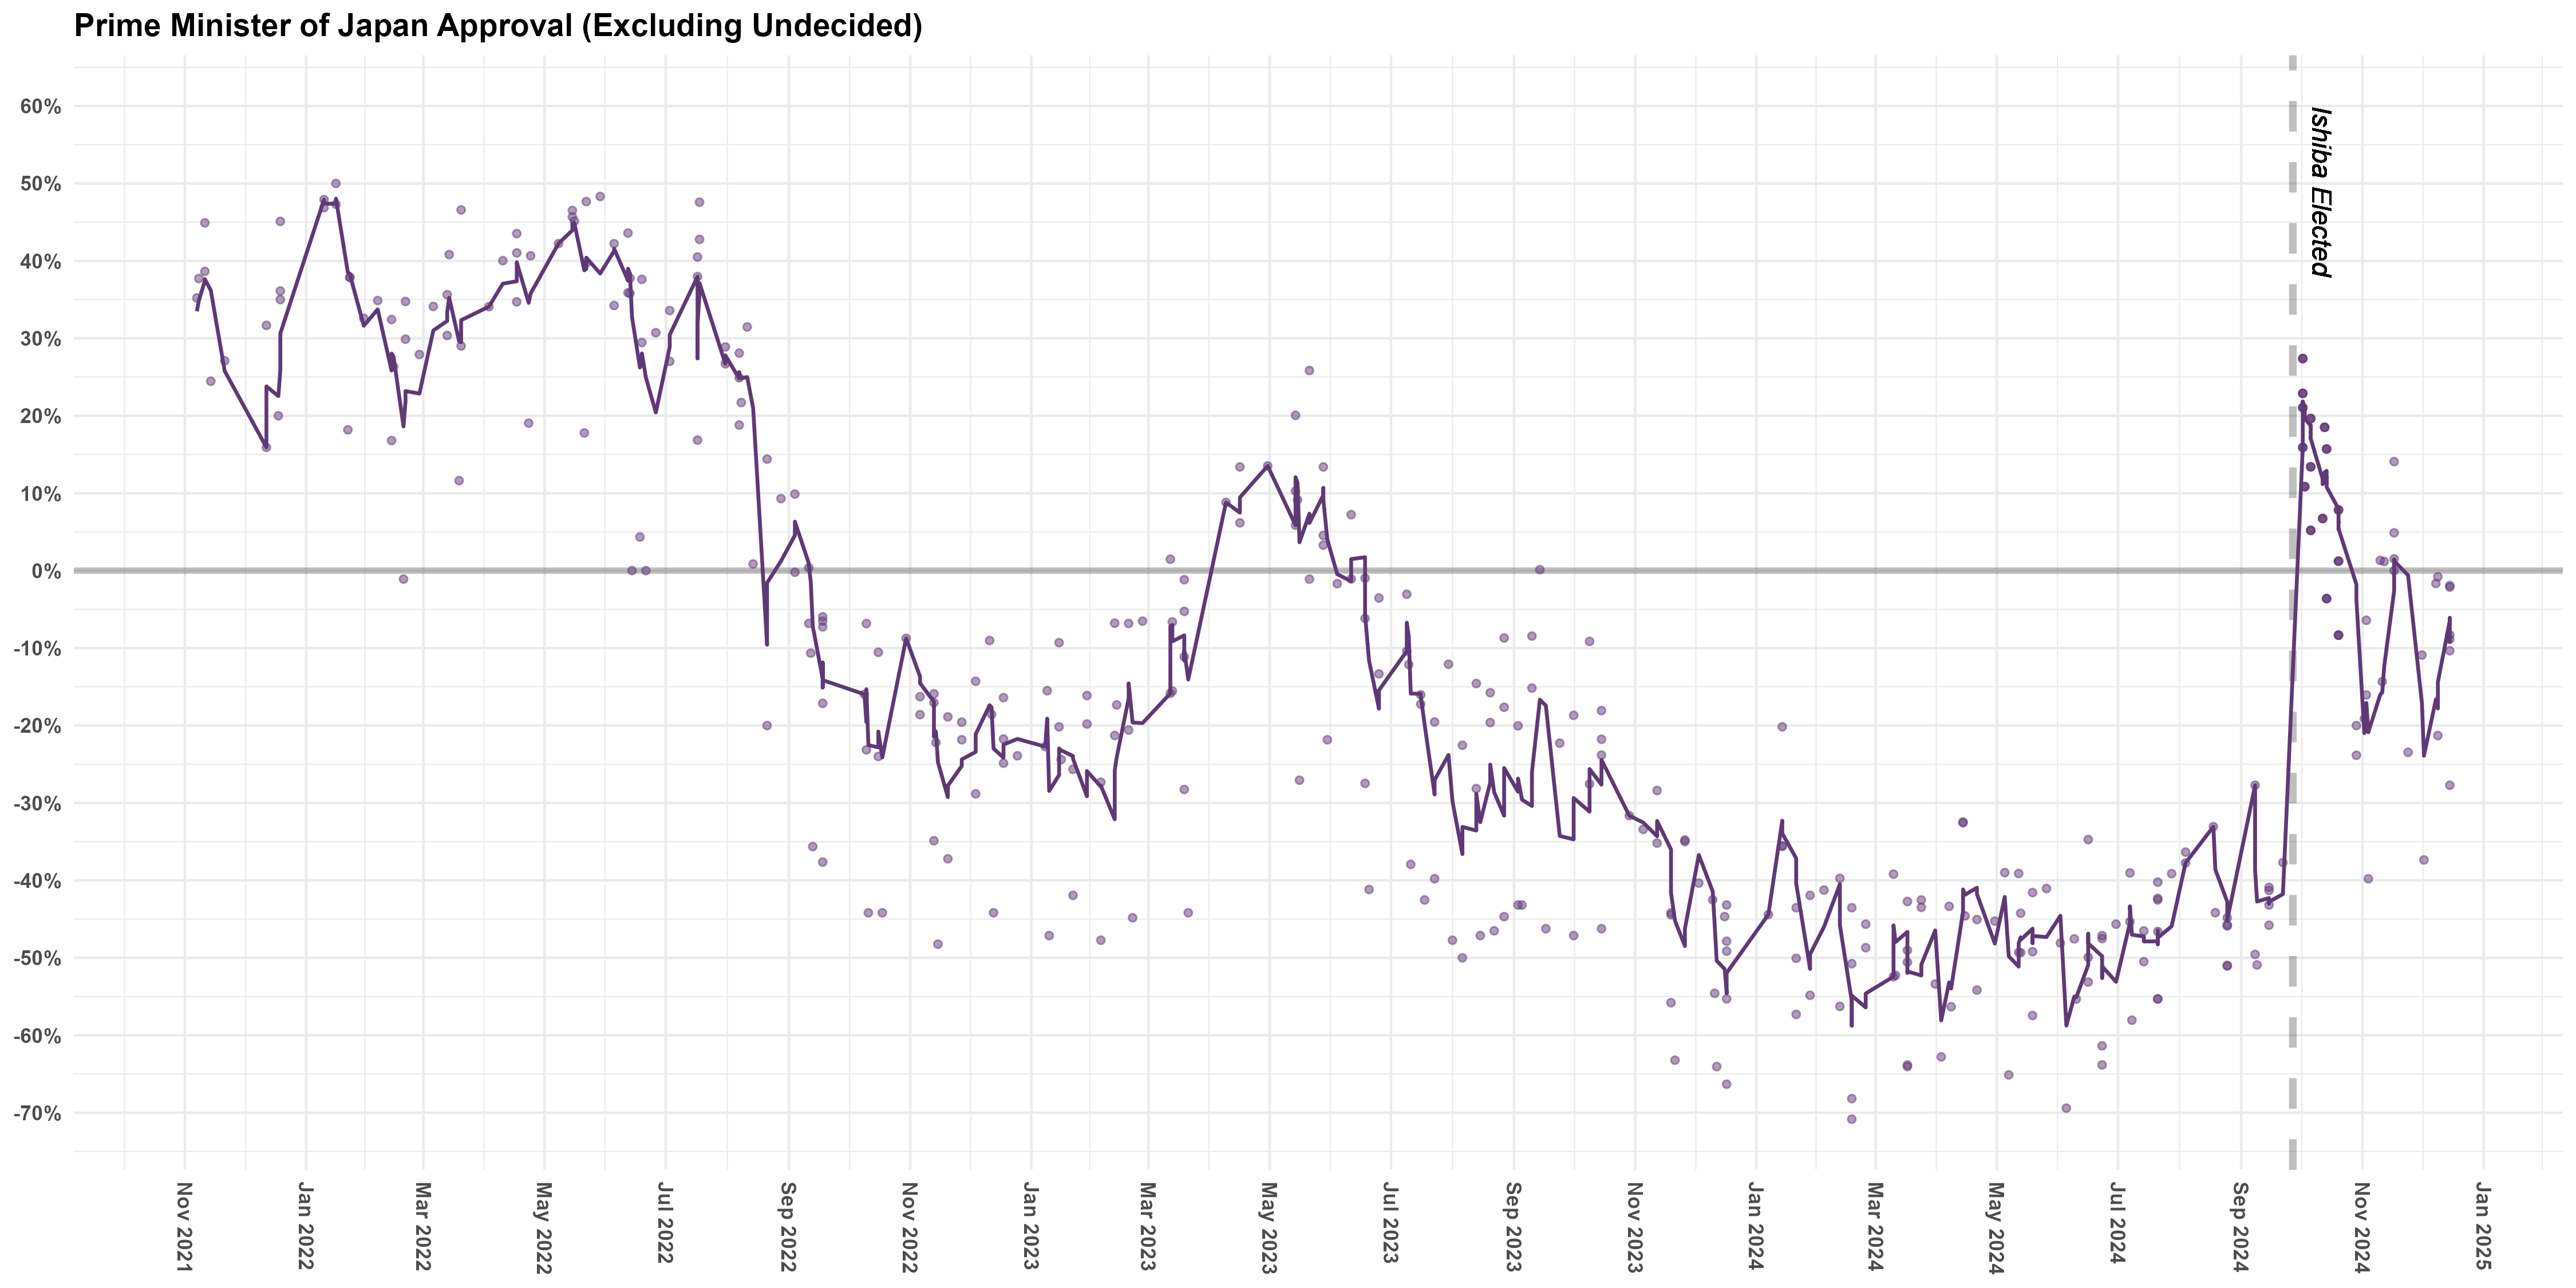 Prime Minister of Japan Approval (Excluding Undecided)
60%
50%
40%
30%
20%
10%
0%
-10%
-20%
-30%
-40%
-50%
-60%
-70%
Ishiba Elected
Nov 2021
Jan 2022
Mar 2022
May 2022
Jul 2022
Sep 2022
Nov 2022
Jan 2023
Mar 2023
May 2023
Jul 2023
Sep 2023
Nov 2023
Jan 2024
Mar 2024
May 2024
Jul 2024
Sep 2024
Nov 2024
Jan 2025